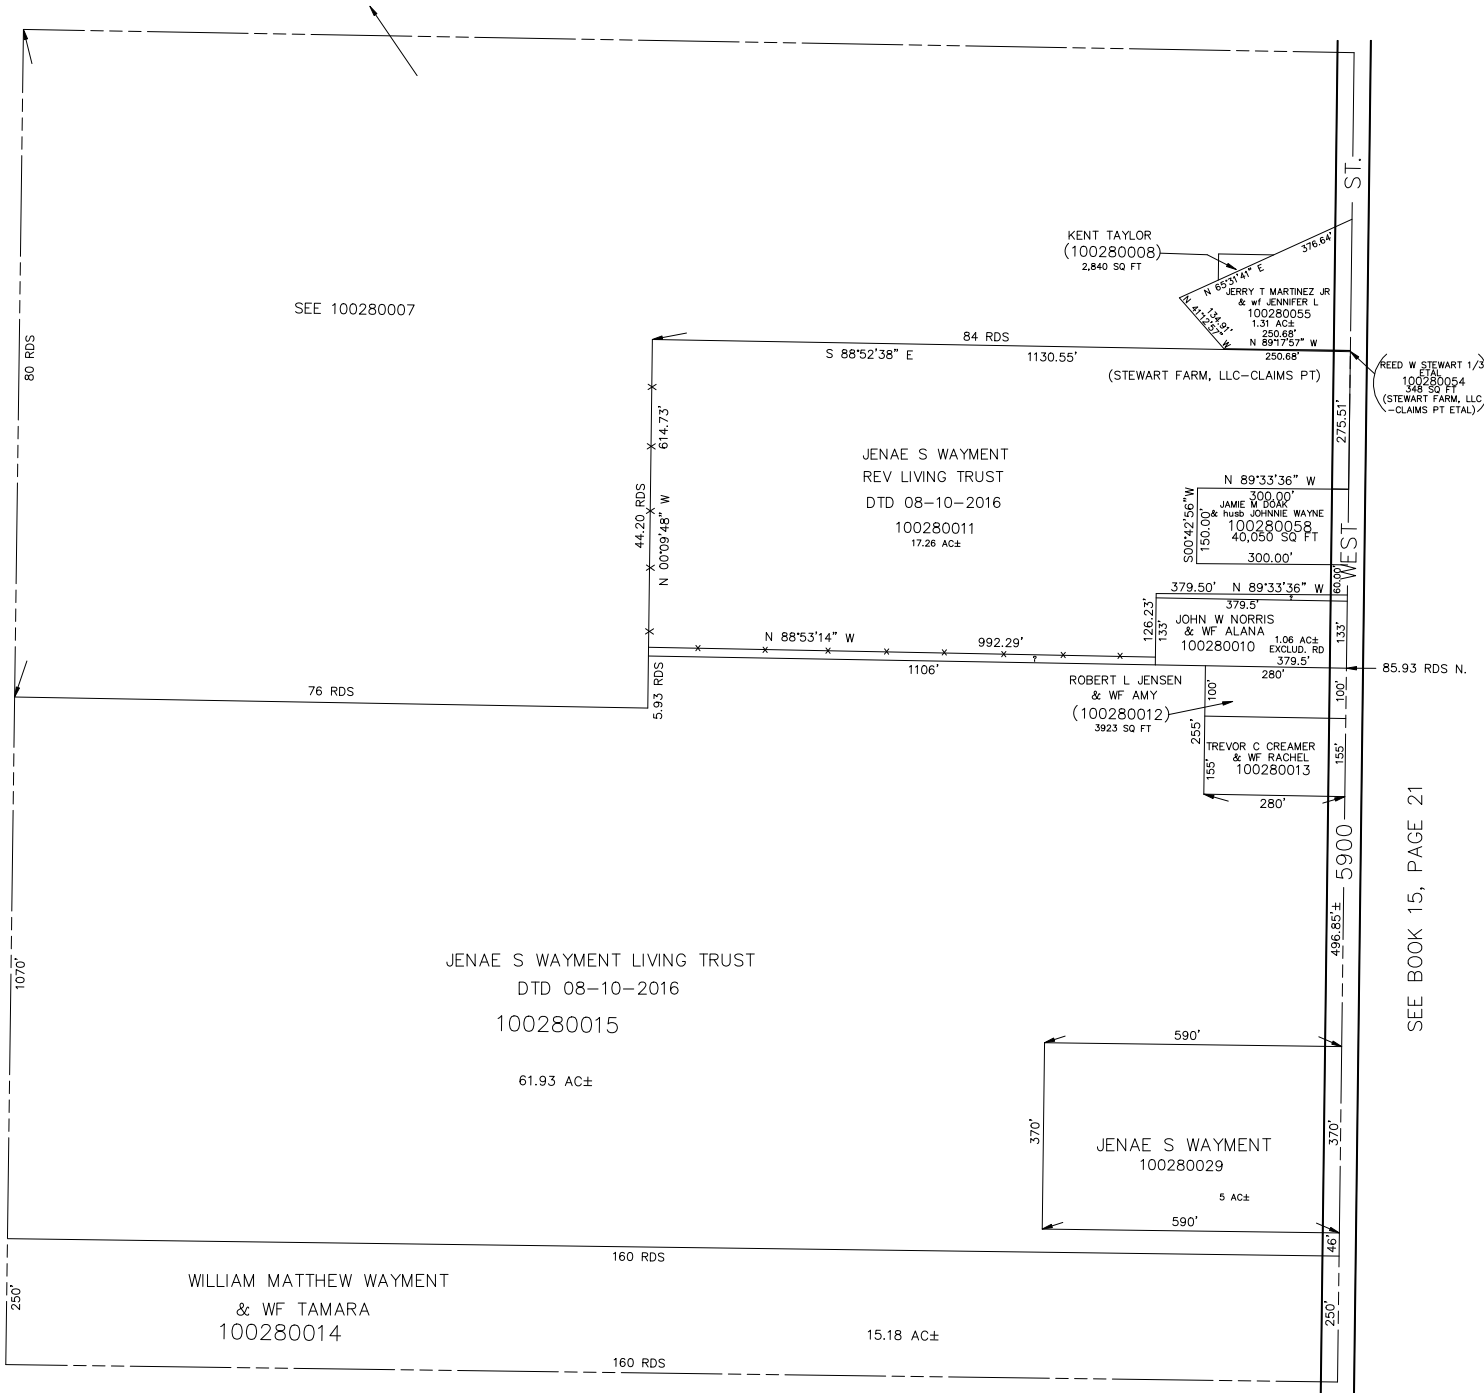 ST.
KENT TAYLOR
(100280008)
2,840 SQ FT
376.64'
N 65°31'41" E
JERRY T MARTINEZ JR
& wf JENNIFER L
100280055
1.31 AC±
250.68'
N 89°17'57" W
250.68'
134.91'
N 41°12'57" W
SEE 100280007
80 RDS
84 RDS
S 88°52'38" E
1130.55'
(STEWART FARM, LLC-CLAIMS PT)
REED W STEWART 1/3
ETAL
100280054
348 SQ FT
(STEWART FARM, LLC
-CLAIMS PT ETAL)
275.51'
614.73'
44.20 RDS
N 00°09'48" W
JENAE S WAYMENT
REV LIVING TRUST
DTD 08-10-2016
100280011
17.26 AC±
N 89°33'36" W
300.00'
JAMIE M DOAK
& husb JOHNNIE WAYNE
100280058
40,050 SQ FT
300.00'
S00°42'56"W
150.00'
WEST
60.00'
379.50' N 89°33'36" W
379.5'
126.23'
133'
JOHN W NORRIS
& WF ALANA
100280010
1.06 AC±
EXCLUD. RD
379.5'
133'
N 88°53'14" W
992.29'
1106'
85.93 RDS N.
280'
76 RDS
5.93 RDS
ROBERT L JENSEN
& WF AMY
(100280012)
3923 SQ FT
100'
100'
255'
TREVOR C CREAMER
& WF RACHEL
100280013
155'
155'
280'
5900
SEE BOOK 15, PAGE 21
496.85'±
1070'
JENAE S WAYMENT LIVING TRUST
DTD 08-10-2016
100280015
61.93 AC±
590'
370'
370'
JENAE S WAYMENT
100280029
5 AC±
590'
46'
160 RDS
WILLIAM MATTHEW WAYMENT
& WF TAMARA
100280014
15.18 AC±
250'
250'
160 RDS